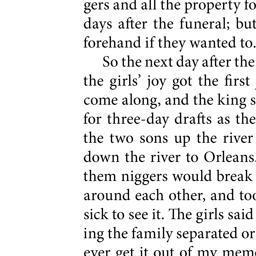 gers and all the property fo
days after the funeral; but
forehand if they wanted to.
So the next day after the
the girls' joy got the first
come along, and the king s
for three-day drafts as the
the two sons up the river
down the river to Orleans.
them niggers would break
around each other, and too
sick to see it. The girls said
ing the family separated or
ever get it out of my mem